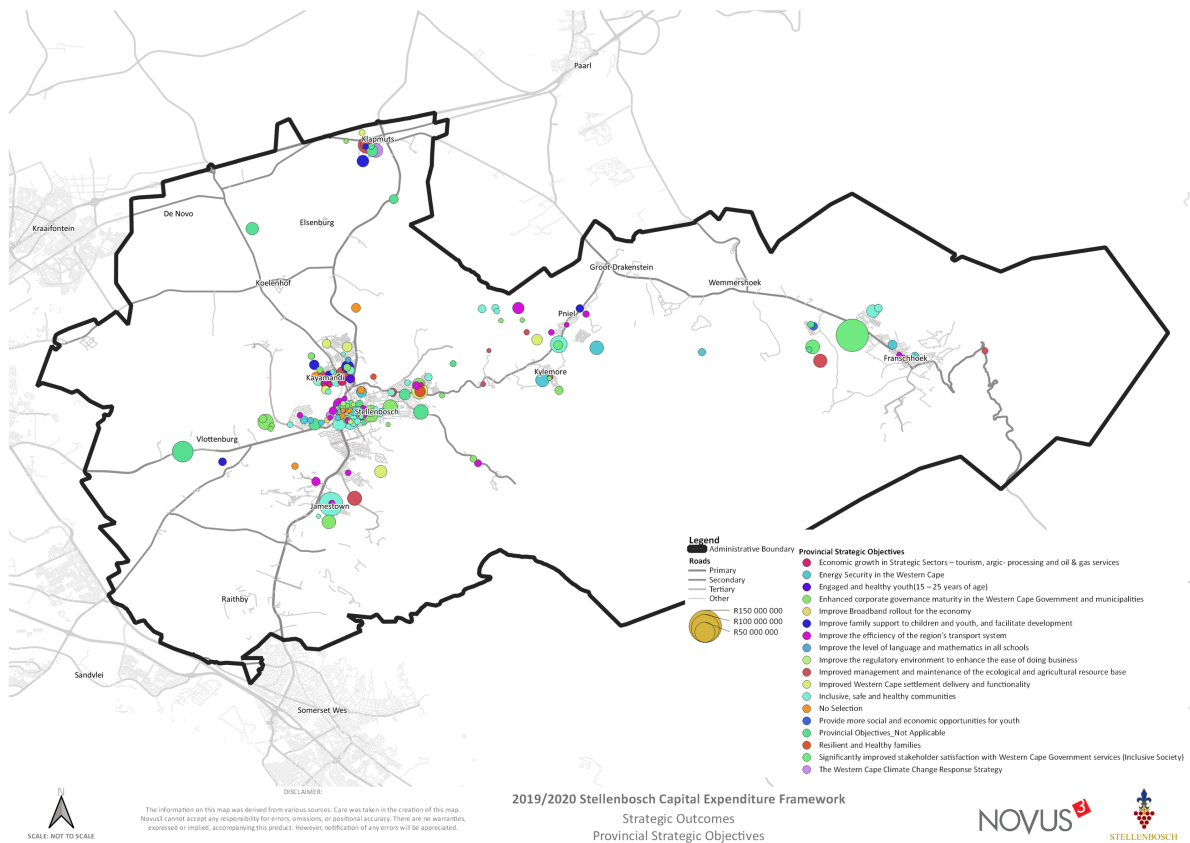 Paarl
Klapmuts
De Novo
Elsenburg
Kraaifontein
Groot-Drakenstein
Koelenhof
Wemmershoek
Pniel
Franschhoek
Kylemore
Kayamandi
Stellenbosch
Vlottenburg
Jamestown
Raithby
Sandvlei
Somerset Wes
Legend
Administrative Boundary
Roads
Primary
Secondary
Tertiary
Other
R150 000 000
R100 000 000
R50 000 000
Provincial Strategic Objectives
Economic growth in Strategic Sectors – tourism, argic- processing and oil & gas services
Energy Security in the Western Cape
Engaged and healthy youth(15 – 25 years of age)
Enhanced corporate governance maturity in the Western Cape Government and municipalities
Improve Broadband rollout for the economy
Improve family support to children and youth, and facilitate development
Improve the efficiency of the region's transport system
Improve the level of language and mathematics in all schools
Improve the regulatory environment to enhance the ease of doing business
Improved management and maintenance of the ecological and agricultural resource base
Improved Western Cape settlement delivery and functionality
Inclusive, safe and healthy communities
No Selection
Provide more social and economic opportunities for youth
Provincial Objectives_Not Applicable
Resilient and Healthy families
Significantly improved stakeholder satisfaction with Western Cape Government services (Inclusive Society)
The Western Cape Climate Change Response Strategy
N
SCALE: NOT TO SCALE
DISCLAIMER:
The information on this map was derived from various sources. Care was taken in the creation of this map.
Novus3 cannot accept any responsibility for errors, omissions, or positional accuracy. There are no warranties,
expressed or implied, accompanying this product. However, notification of any errors will be appreciated.
2019/2020 Stellenbosch Capital Expenditure Framework
Strategic Outcomes
Provincial Strategic Objectives
NOVUS3
STELLENBOSCH